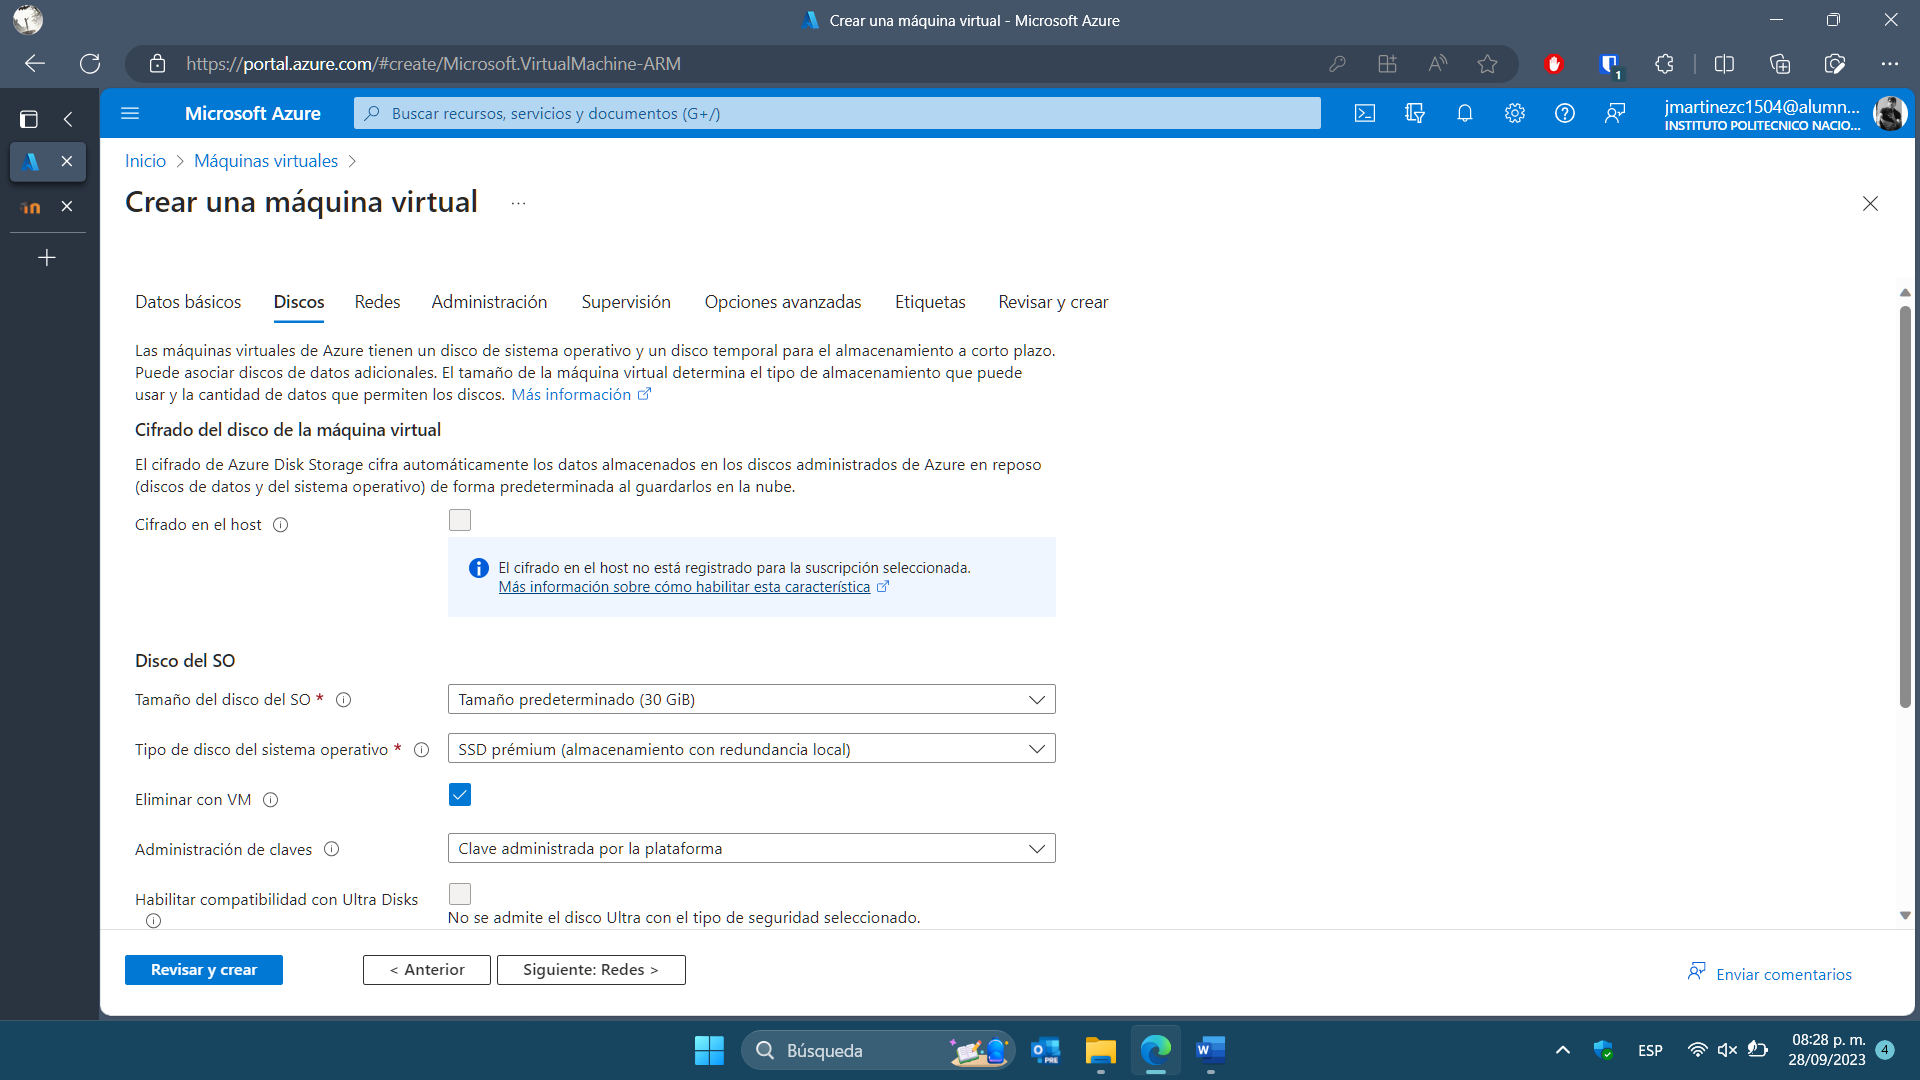 Crear una máquina virtual - Microsoft Azure
https://portal.azure.com/#create/Microsoft.VirtualMachine-ARM
1
Microsoft Azure
Buscar recursos, servicios y documentos (G+/)
jmartinezc1504@alumn...
INSTITUTO POLITECNICO NACIO...
Inicio > Máquinas virtuales >
Crear una máquina virtual ...
Datos básicos Discos Redes Administración Supervisión Opciones avanzadas Etiquetas Revisar y crear
Las máquinas virtuales de Azure tienen un disco de sistema operativo y un disco temporal para el almacenamiento a corto plazo.
Puede asociar discos de datos adicionales. El tamaño de la máquina virtual determina el tipo de almacenamiento que puede
usar y la cantidad de datos que permiten los discos. Más información
Cifrado del disco de la máquina virtual
El cifrado de Azure Disk Storage cifra automáticamente los datos almacenados en los discos administrados de Azure en reposo
(discos de datos y del sistema operativo) de forma predeterminada al guardarlos en la nube.
Cifrado en el host
El cifrado en el host no está registrado para la suscripción seleccionada.
Más información sobre cómo habilitar esta característica
Disco del SO
Tamaño del disco del SO * Tamaño predeterminado (30 GiB)
Tipo de disco del sistema operativo * SSD prémium (almacenamiento con redundancia local)
Eliminar con VM
Administración de claves Clave administrada por la plataforma
Habilitar compatibilidad con Ultra Disks
No se admite el disco Ultra con el tipo de seguridad seleccionado.
Revisar y crear < Anterior Siguiente: Redes > Enviar comentarios
Búsqueda
PRE
ESP
08:28 p. m.
28/09/2023
4